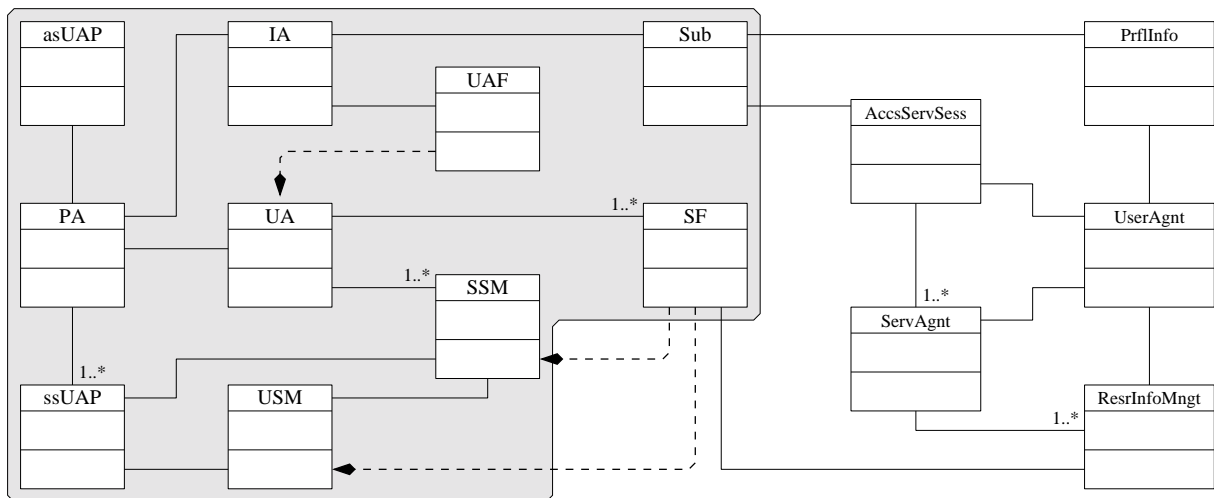 asUAP
IA
Sub
PrflInfo
UAF
AccsServSess
PA
UA
1..*
SF
UserAgnt
1..*
SSM
1..*
ServAgnt
1..*
ssUAP
USM
ResrInfoMngt
1..*